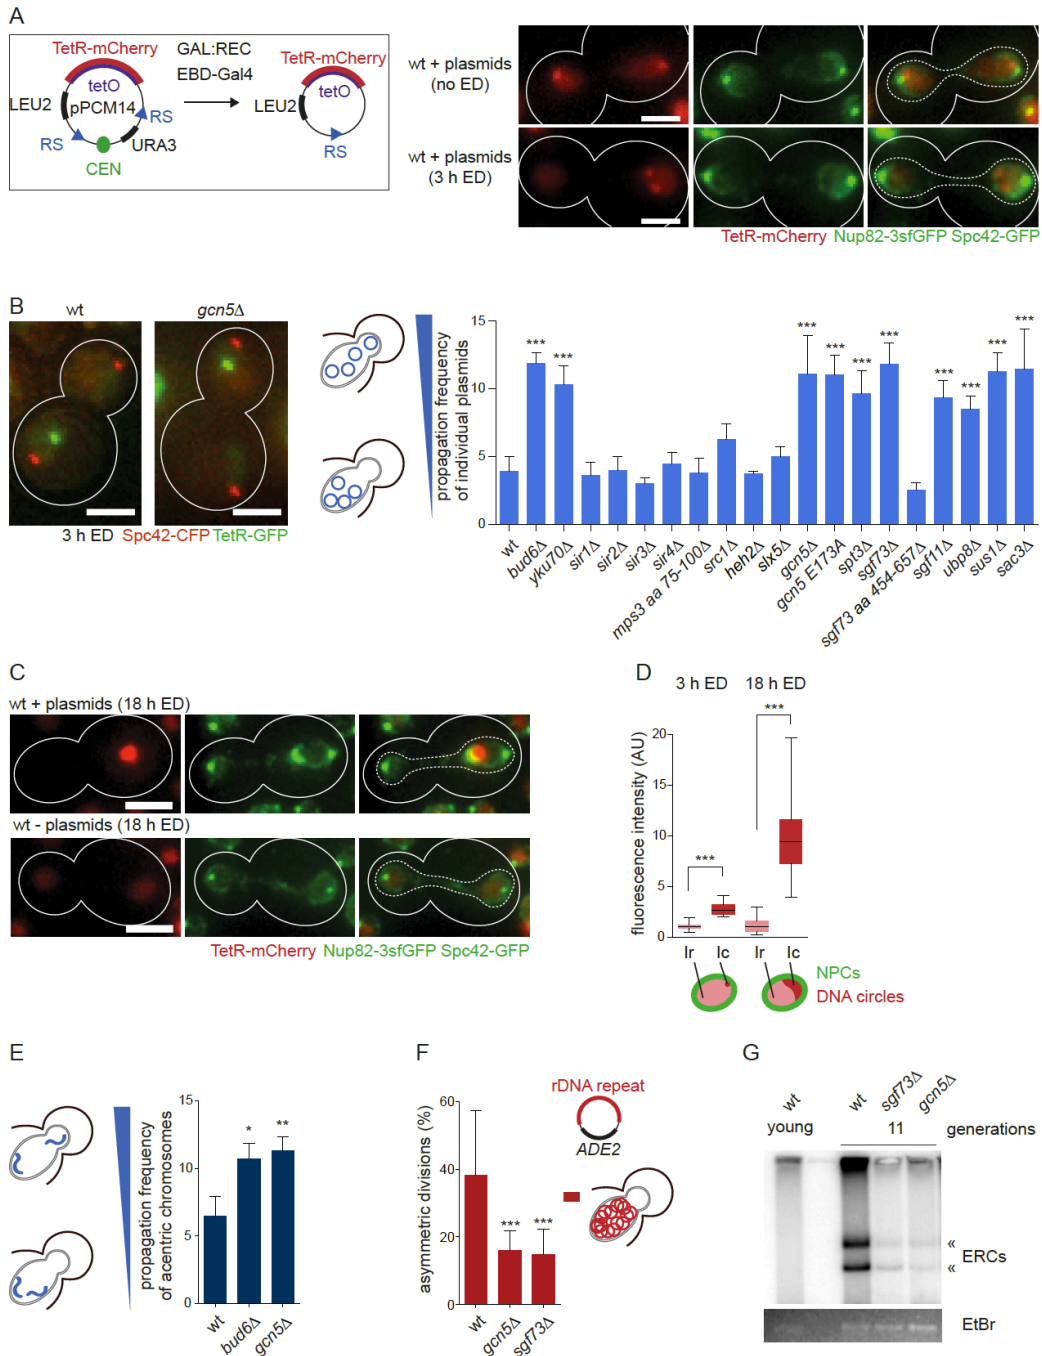 A
TetR-mCherry
tetO
pPCM14
LEU2
RS
RS
URA3
CEN
GAL:REC
EBD-Gal4
TetR-mCherry
tetO
LEU2
RS
wt + plasmids
(no ED)
wt + plasmids
(3 h ED)
TetR-mCherry Nup82-3sfGFP Spc42-GFP
B
wt
gcn5Δ
3 h ED Spc42-CFP TetR-GFP
propagation frequency
of individual plasmids
15
10
5
0
***
***
***
***
***
***
***
***
***
***
wt
bud6Δ
yku70Δ
sir1Δ
sir2Δ
sir3Δ
sir4Δ
mps3 aa 75-100Δ
src1Δ
heh2Δ
slx5Δ
gcn5Δ
gcn5 E173A
spt3Δ
sgf73Δ
sgf73 aa 454-657Δ
sgf11Δ
ubp8Δ
sus1Δ
sac3Δ
C
wt + plasmids (18 h ED)
wt - plasmids (18 h ED)
TetR-mCherry Nup82-3sfGFP Spc42-GFP
D
3 h ED 18 h ED
***
***
fluorescence intensity (AU)
20
15
10
5
0
Ir Ic Ir Ic
NPCs
DNA circles
E
propagation frequency
of acentric chromosomes
15
10
5
0
*
**
wt
bud6Δ
gcn5Δ
F
asymmetric divisions (%)
60
40
20
0
***
***
wt
gcn5Δ
sgf73Δ
rDNA repeat
ADE2
G
wt
young
wt
sgf73Δ
gcn5Δ
11
generations
«
« ERCs
EtBr